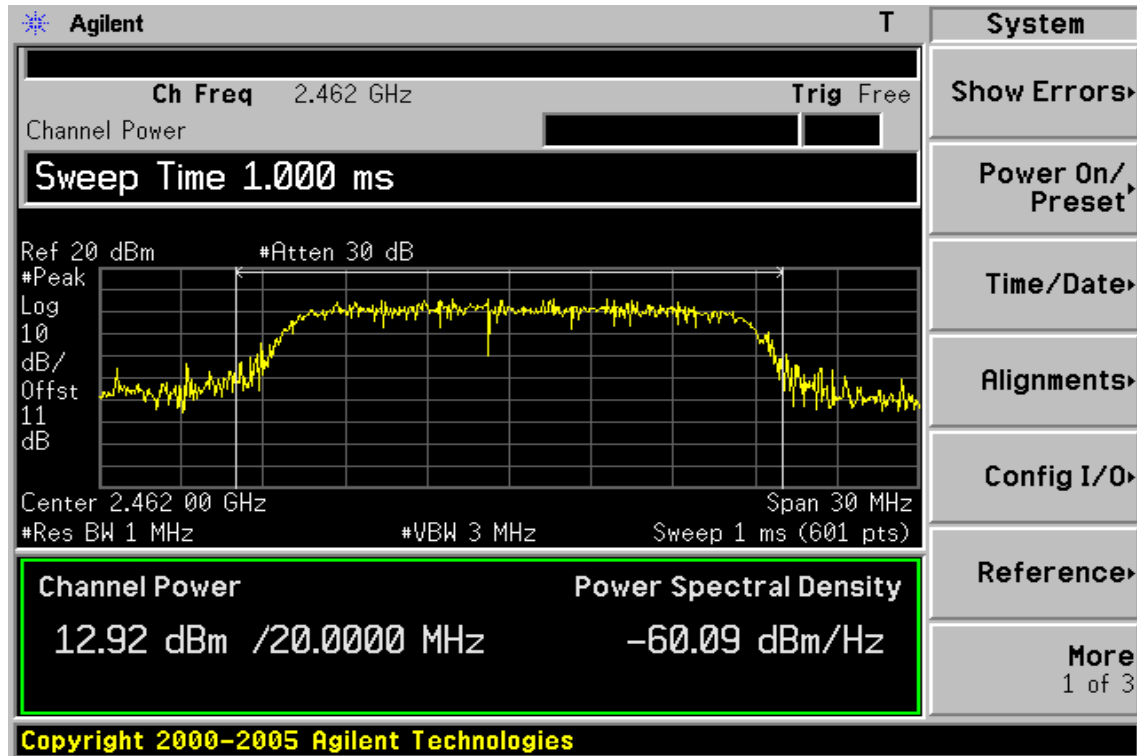 Agilent T
System
Ch Freq 2.462 GHz Trig Free
Channel Power
Sweep Time 1.000 ms
Ref 20 dBm #Atten 30 dB
#Peak
Log
10
dB/
Offst
11
dB
Center 2.462 00 GHz Span 30 MHz
#Res BW 1 MHz #VBW 3 MHz Sweep 1 ms (601 pts)
Channel Power Power Spectral Density
12.92 dBm /20.0000 MHz -60.09 dBm/Hz
Show Errors
Power On/
Preset
Time/Date
Alignments
Config I/O
Reference
More
1 of 3
Copyright 2000-2005 Agilent Technologies